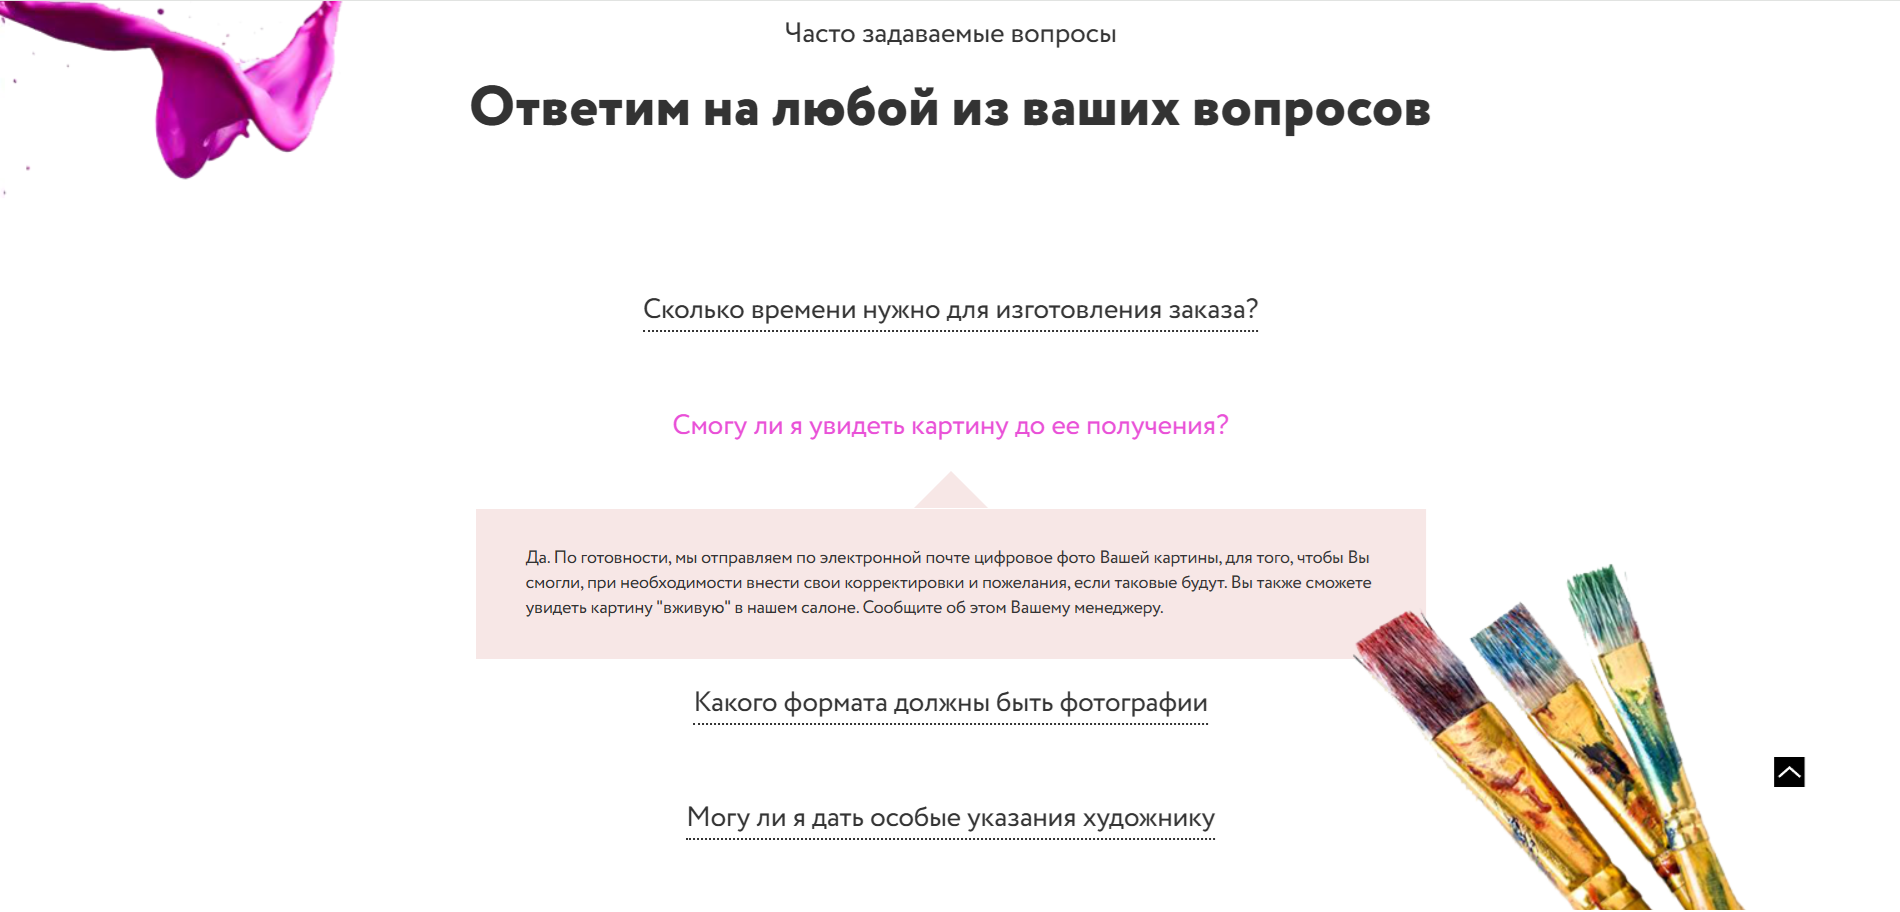 Часто задаваемые вопросы
Ответим на любой из ваших вопросов
Сколько времени нужно для изготовления заказа?
Смогу ли я увидеть картину до ее получения?
Да. По готовности, мы отправляем по электронной почте цифровое фото Вашей картины, для того, чтобы Вы
смогли, при необходимости внести свои корректировки и пожелания, если таковые будут. Вы также сможете
увидеть картину "вживую" в нашем салоне. Сообщите об этом Вашему менеджеру.
Какого формата должны быть фотографии
Могу ли я дать особые указания художнику